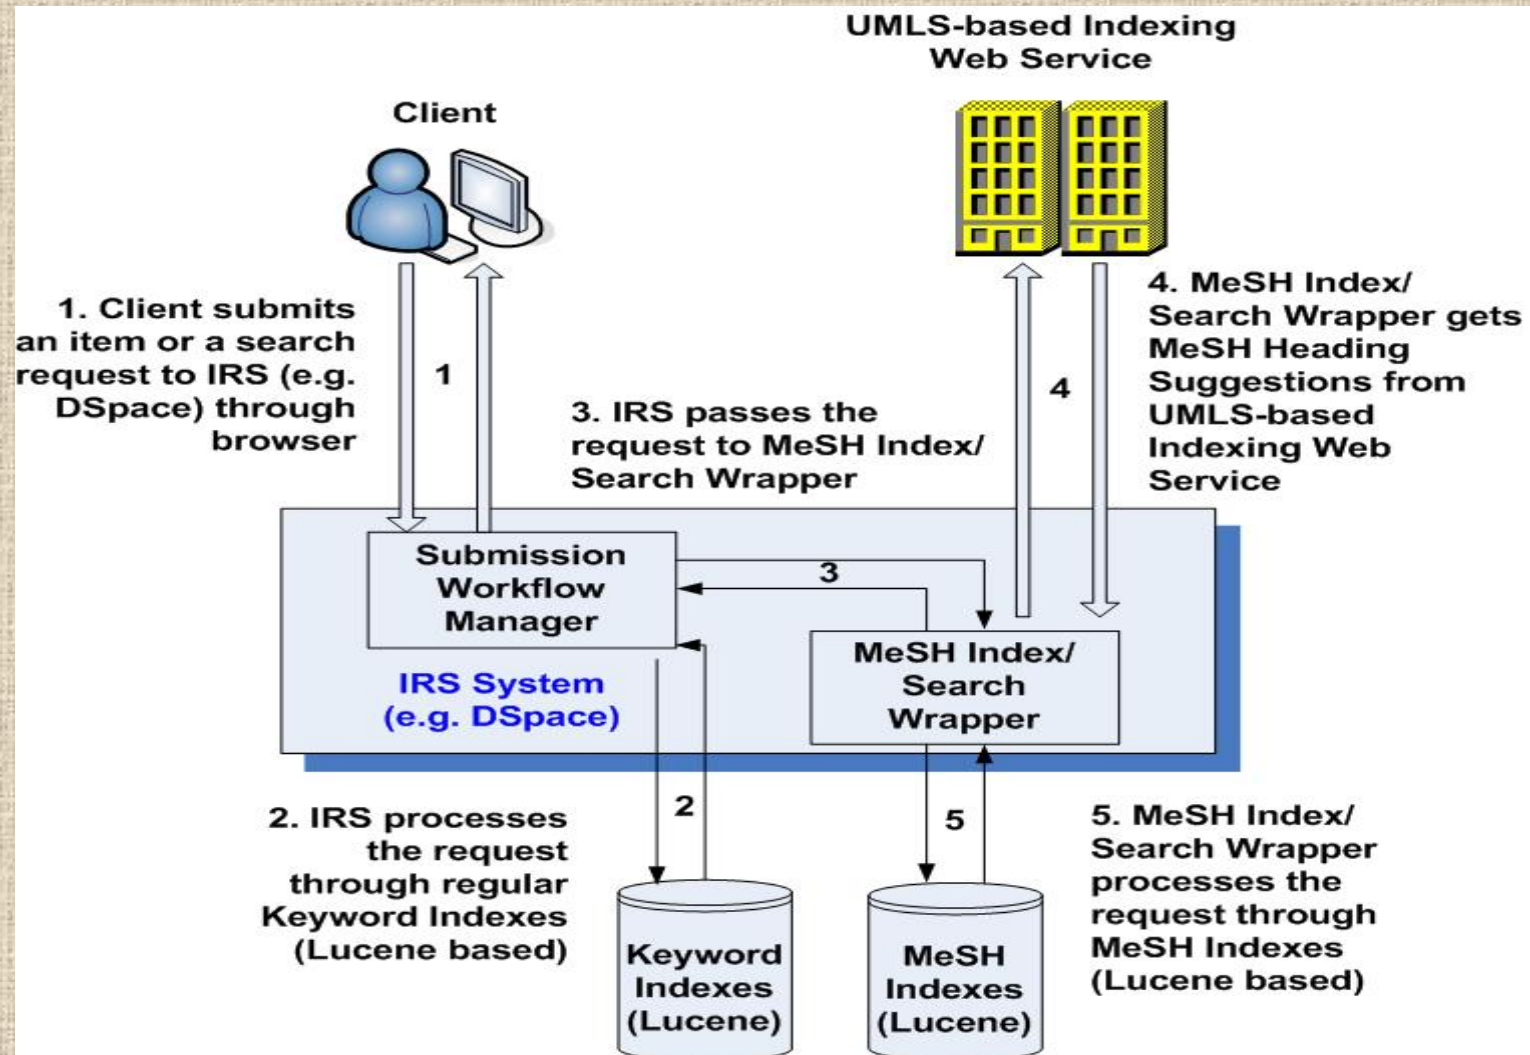 UMLS-based Indexing
Web Service
Client
1. Client submits
an item or a search
request to IRS (e.g.
DSpace) through
browser
1
3. IRS passes the
request to MeSH Index/
Search Wrapper
4
4. MeSH Index/
Search Wrapper gets
MeSH Heading
Suggestions from
UMLS-based
Indexing Web
Service
Submission
Workflow
Manager
3
IRS System
(e.g. DSpace)
MeSH Index/
Search
Wrapper
2. IRS processes
the request
through regular
Keyword Indexes
(Lucene based)
2
5
5. MeSH Index/
Search Wrapper
processes the
request through
MeSH Indexes
(Lucene based)
Keyword
Indexes
(Lucene)
MeSH
Indexes
(Lucene)